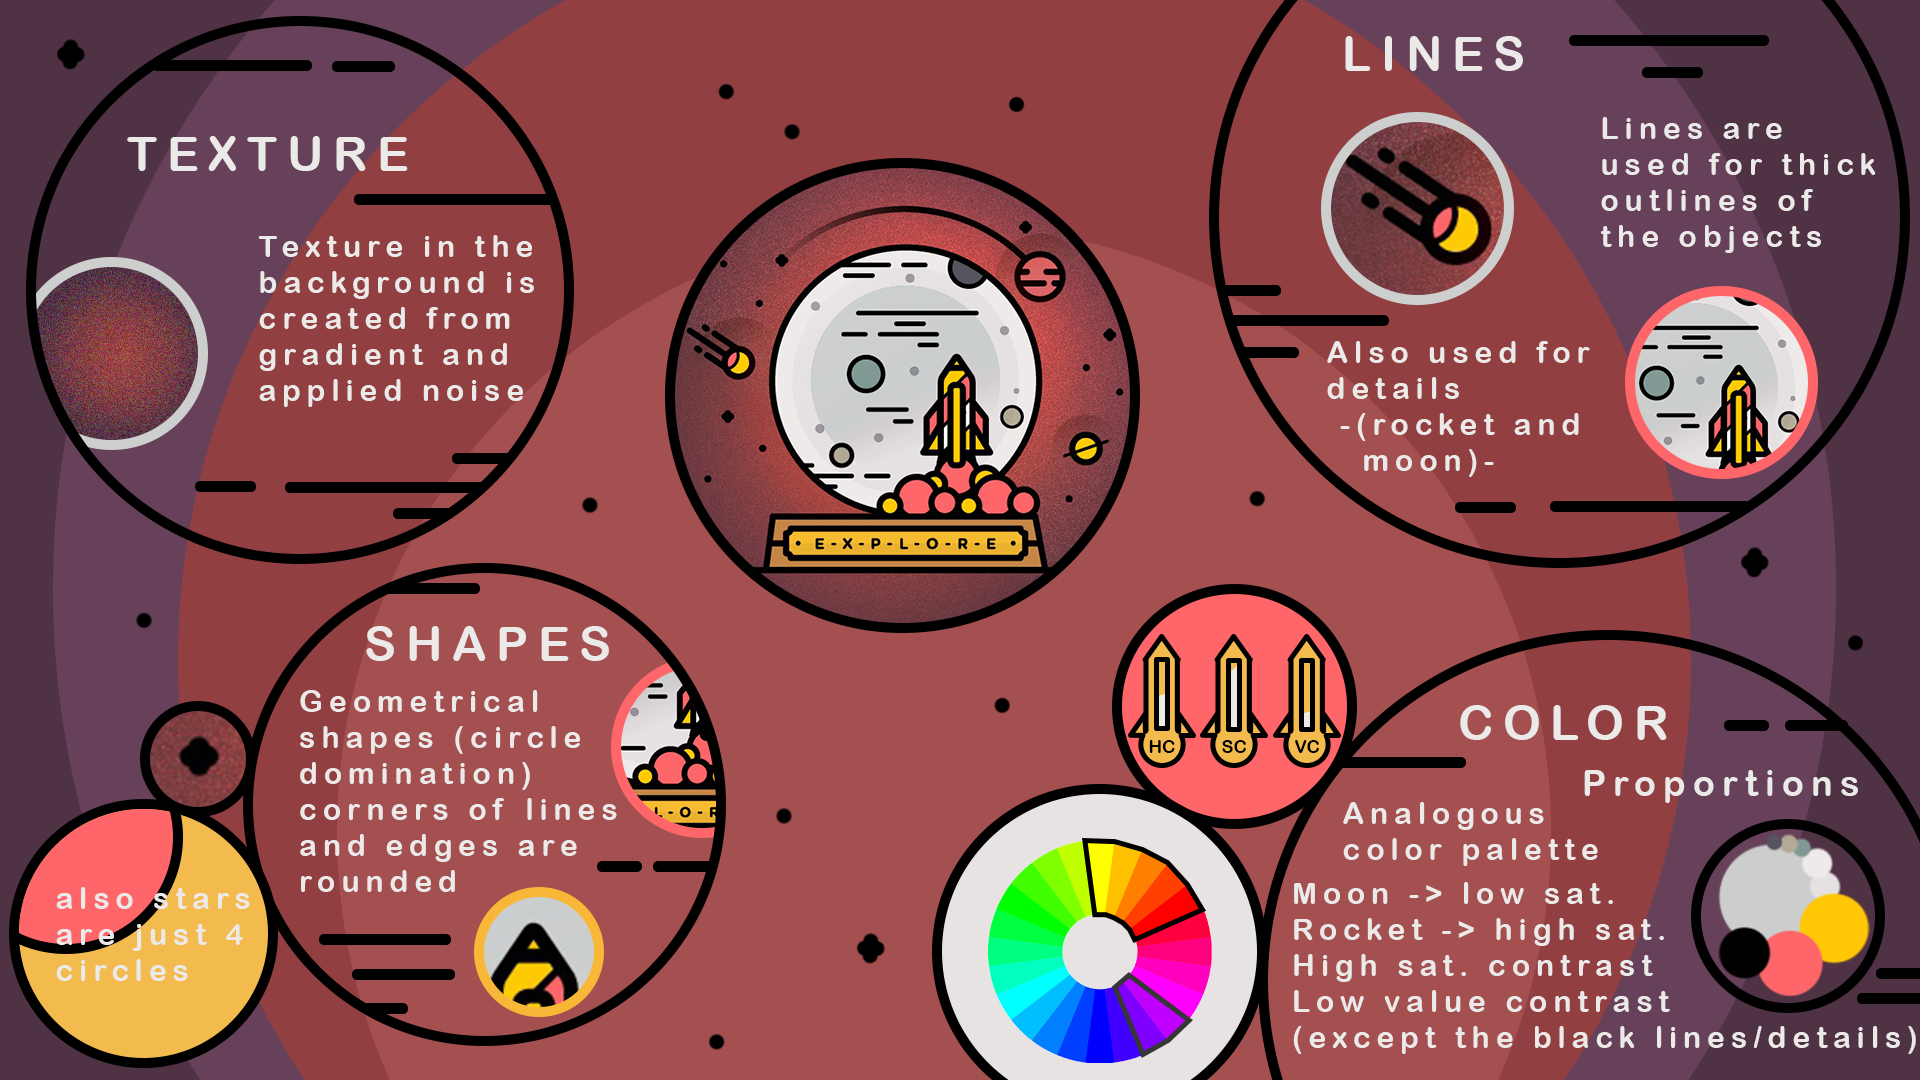 TEXTURE
Texture in the
background is
created from
gradient and
applied noise
LINES
Lines are
used for thick
outlines of
the objects
Also used for
details
-(rocket and
moon)-
E-X-P-L-O-R-E
SHAPES
Geometrical
shapes (circle
domination)
corners of lines
and edges are
rounded
L-O-R
also stars
are just 4
circles
HC SC VC
COLOR
Proportions
Analogous
color palette
Moon -> low sat.
Rocket -> high sat.
High sat. contrast
Low value contrast
(except the black lines/details)